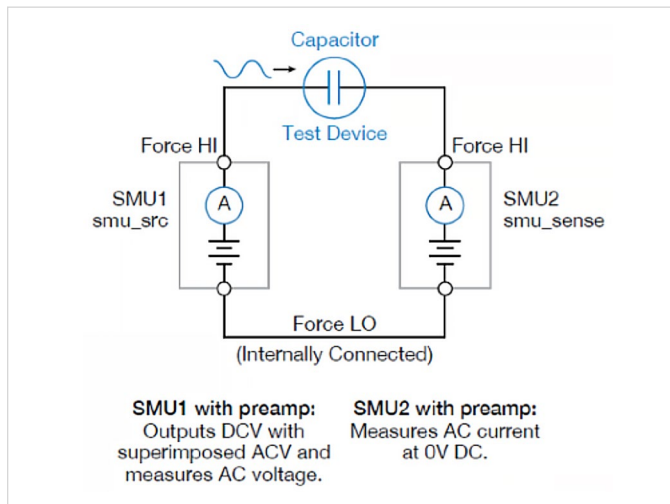 Capacitor
Test Device
Force HI
Force HI
SMU1
smu_src
A
A
SMU2
smu_sense
Force LO
(Internally Connected)
SMU1 with preamp:
Outputs DCV with
superimposed ACV and
measures AC voltage.
SMU2 with preamp:
Measures AC current
at 0V DC.